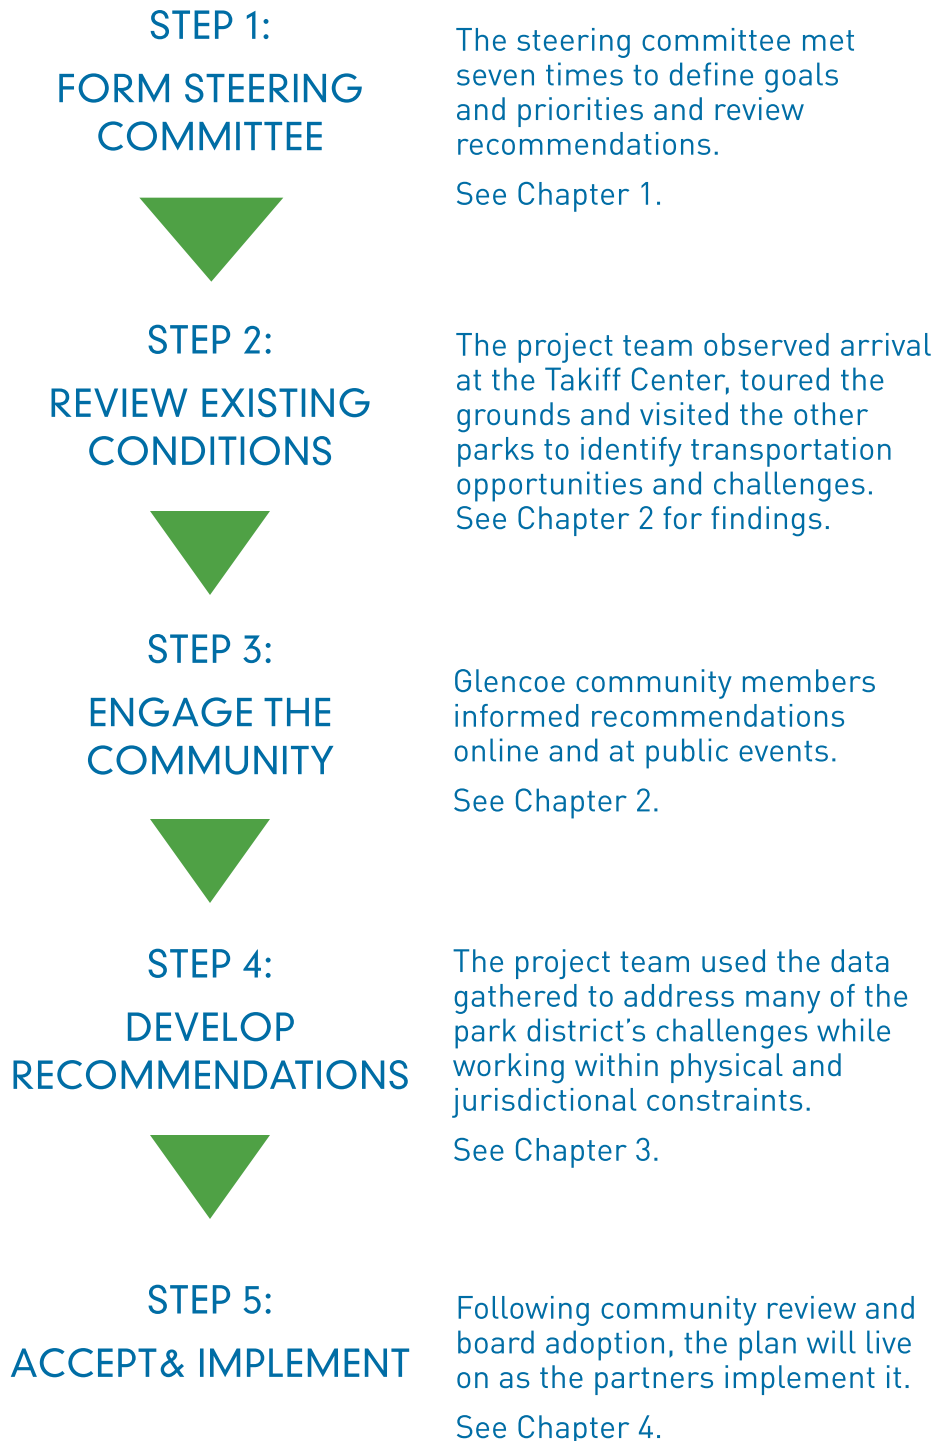 STEP 1:
FORM STEERING
COMMITTEE
The steering committee met
seven times to define goals
and priorities and review
recommendations.
See Chapter 1.
STEP 2:
REVIEW EXISTING
CONDITIONS
The project team observed arrival
at the Takiff Center, toured the
grounds and visited the other
parks to identify transportation
opportunities and challenges.
See Chapter 2 for findings.
STEP 3:
ENGAGE THE
COMMUNITY
Glencoe community members
informed recommendations
online and at public events.
See Chapter 2.
STEP 4:
DEVELOP
RECOMMENDATIONS
The project team used the data
gathered to address many of the
park district’s challenges while
working within physical and
jurisdictional constraints.
See Chapter 3.
STEP 5:
ACCEPT& IMPLEMENT
Following community review and
board adoption, the plan will live
on as the partners implement it.
See Chapter 4.